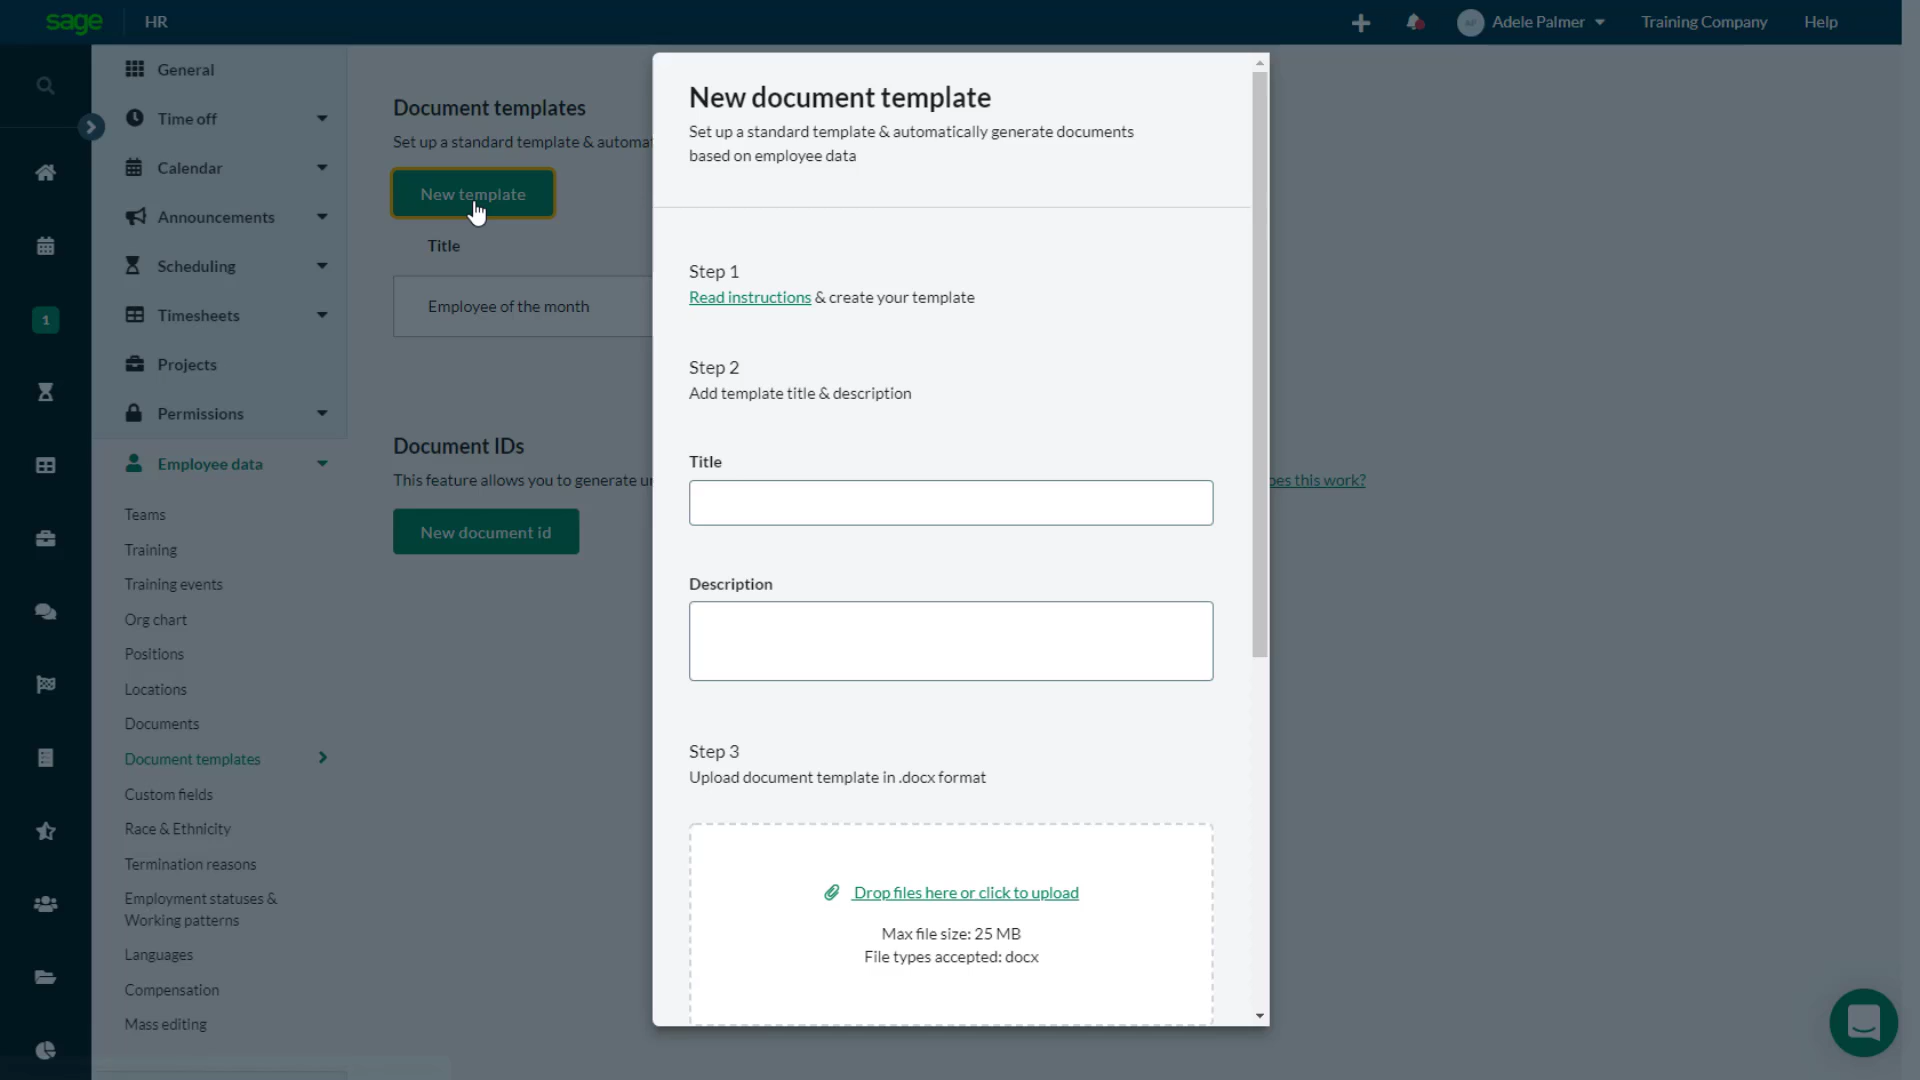 sage
HR
Adele Palmer
Training Company
Help
General
Time off
Calendar
Announcements
Scheduling
Timesheets
1
Projects
Permissions
Employee data
Teams
Training
Training events
Org chart
Positions
Locations
Documents
Document templates
Custom fields
Race & Ethnicity
Termination reasons
Employment statuses &
Working patterns
Languages
Compensation
Mass editing
Document templates
Set up a standard template &
New template
Title
Employee of the month
Document IDs
This feature allows you to generate
this work?
New document id
New document template
Set up a standard template & automatically generate documents
based on employee data
Step 1
Read instructions & create your template
Step 2
Add template title & description
Title
Description
Step 3
Upload document template in .docx format
Drop files here or click to upload
Max file size: 25 MB
File types accepted: docx